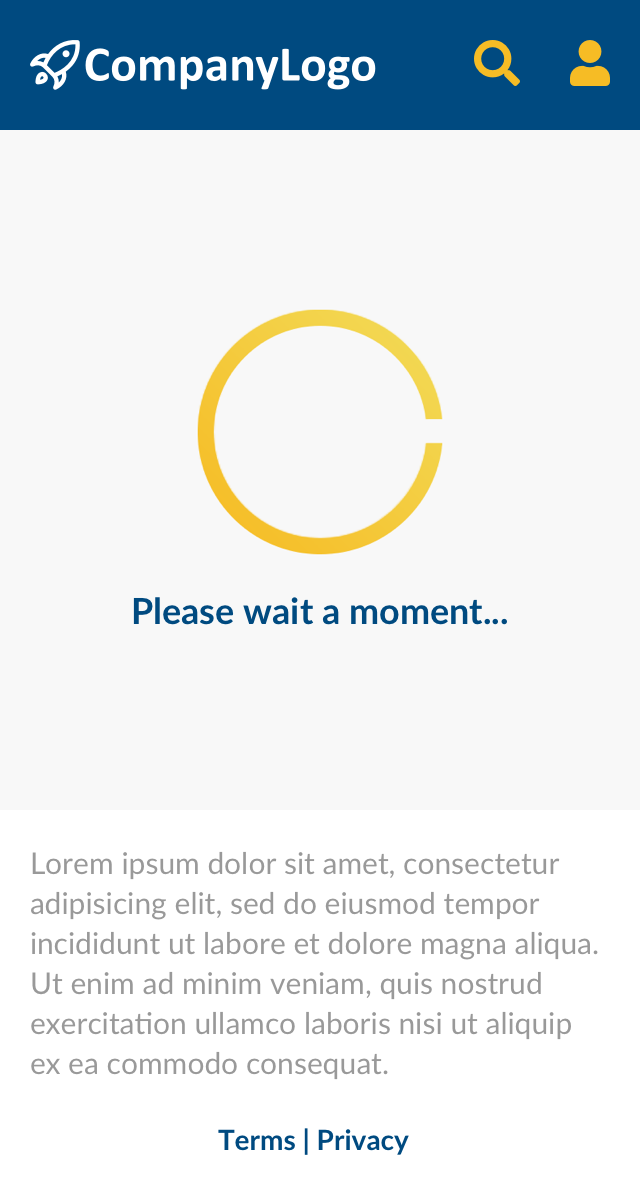 CompanyLogo
Please wait a moment...
Lorem ipsum dolor sit amet, consectetur
adipisicing elit, sed do eiusmod tempor
incididunt ut labore et dolore magna aliqua.
Ut enim ad minim veniam, quis nostrud
exercitation ullamco laboris nisi ut aliquip
ex ea commodo consequat.
Terms | Privacy